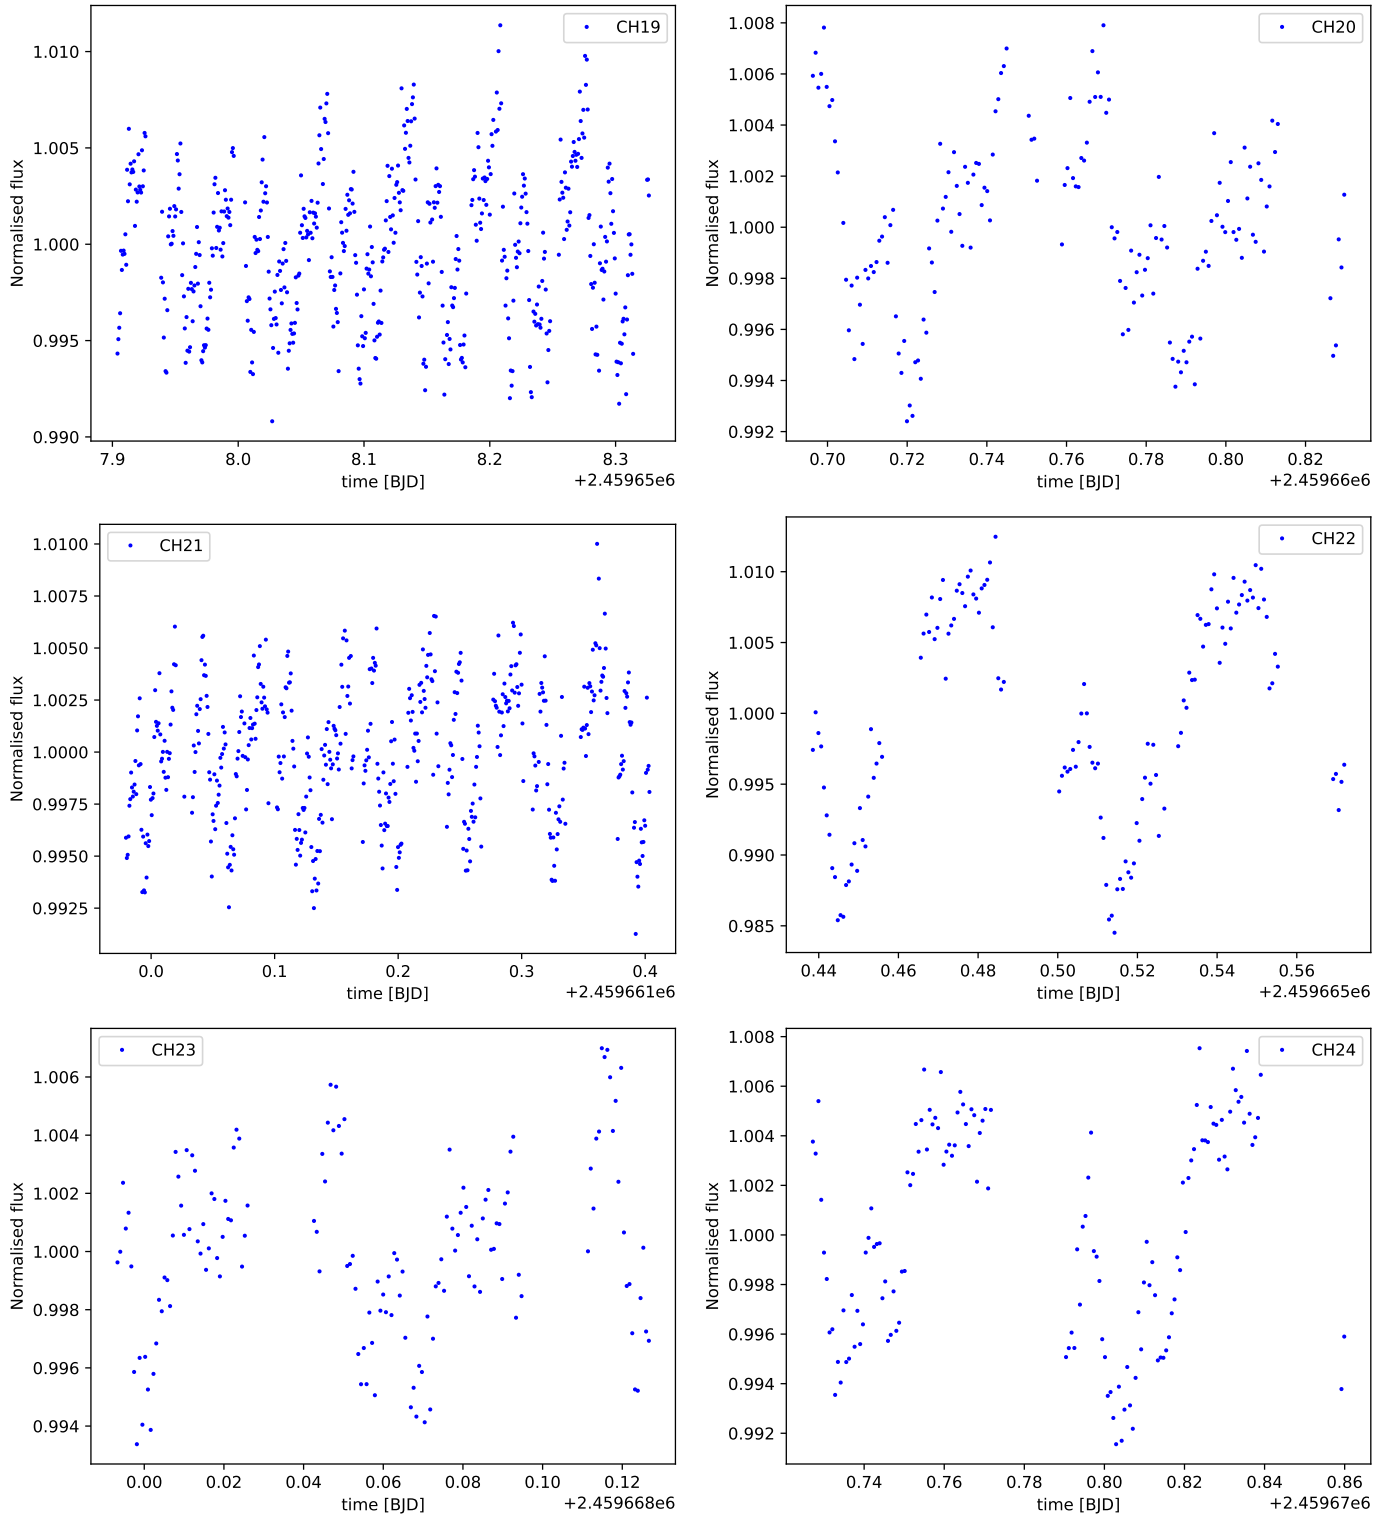 CH19
Normalised flux
1.010
1.005
1.000
0.995
0.990
7.9 8.0 8.1 8.2 8.3
time [BJD]
+2.45965e6
CH20
Normalised flux
1.008
1.006
1.004
1.002
1.000
0.998
0.996
0.994
0.992
0.70 0.72 0.74 0.76 0.78 0.80 0.82
time [BJD]
+2.45966e6
CH21
Normalised flux
1.0100
1.0075
1.0050
1.0025
1.0000
0.9975
0.9950
0.9925
0.0 0.1 0.2 0.3 0.4
time [BJD]
+2.459661e6
CH22
Normalised flux
1.010
1.005
1.000
0.995
0.990
0.985
0.44 0.46 0.48 0.50 0.52 0.54 0.56
time [BJD]
+2.459665e6
CH23
Normalised flux
1.006
1.004
1.002
1.000
0.998
0.996
0.994
0.00 0.02 0.04 0.06 0.08 0.10 0.12
time [BJD]
+2.459668e6
CH24
Normalised flux
1.008
1.006
1.004
1.002
1.000
0.998
0.996
0.994
0.992
0.74 0.76 0.78 0.80 0.82 0.84 0.86
time [BJD]
+2.45967e6